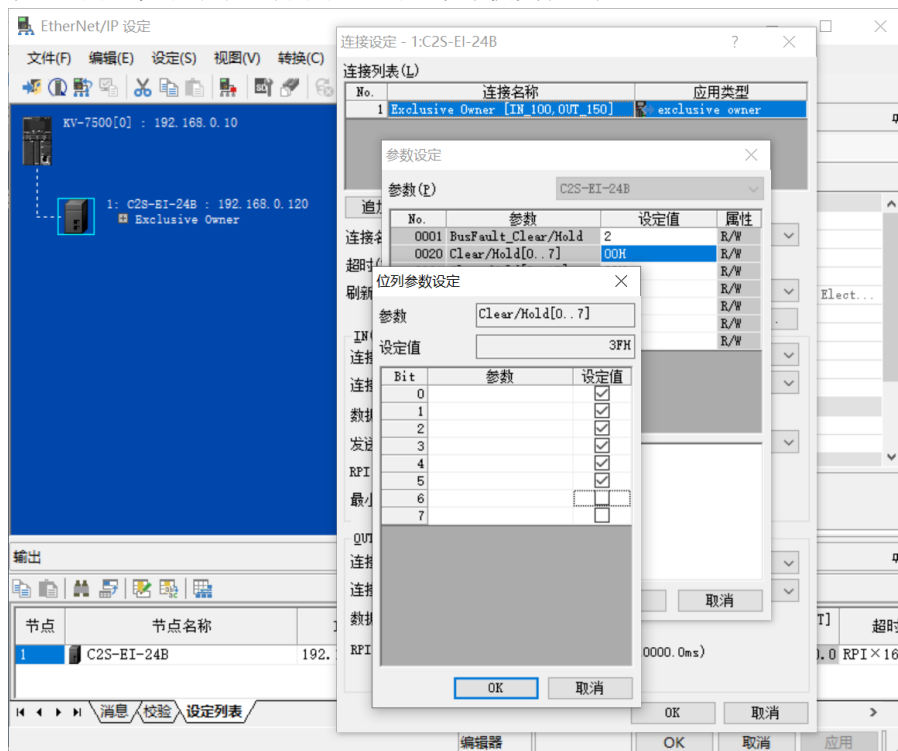 EtherNet/IP 设定
文件(F) 编辑(E) 设定(S) 视图(V) 转换(C)
KV-7500[0] : 192.168.0.10
1: C2S-EI-24B : 192.168.0.120
Exclusive Owner
连接设定 - 1:C2S-EI-24B
连接列表(L)
No. 连接名称 应用类型
1 Exclusive Owner [IN_100,OUT_150] exclusive owner
参数设定
参数(P) C2S-EI-24B
No. 参数 设定值 属性
0001 BusFault_Clear/Hold 2 R/W
0020 Clear/Hold[0..7] 00H R/W
R/W
R/W
R/W
R/W
R/W
取消
位列参数设定
参数 Clear/Hold[0..7]
设定值 3FH
Bit 参数 设定值
0
1
2
3
4
5
6
7
OK 取消
超时
刷新
RPI
RPI
0000.0ms)
Elect...
OK 取消
输出
节点 节点名称
1 C2S-EI-24B 192.
T] 超时
0.0 RPI×16
消息 校验 设定列表
编辑器
OK 取消 应用